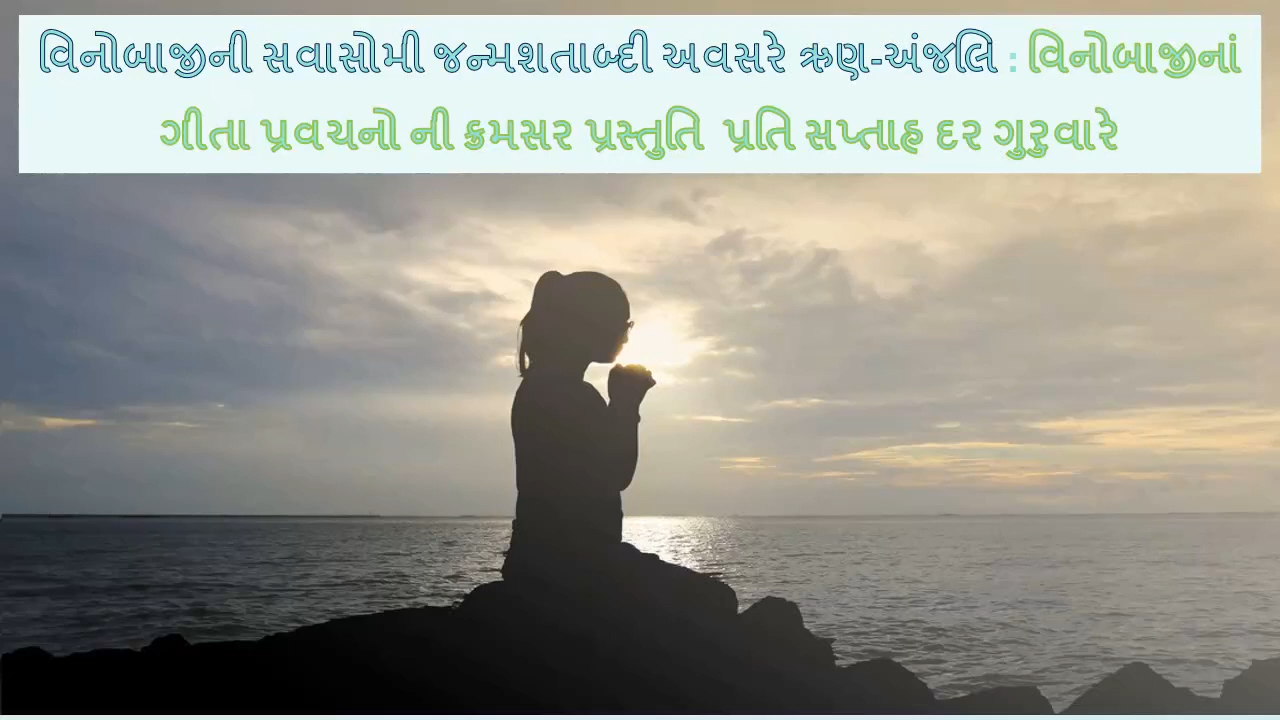 વિનોબાજીની સવાસોમી જન્મશતાબ્દી અવસરે ઋણ-અંજલિ : વિનોબાજીનાં
ગીતા પ્રવચનો ની ક્રમસર પ્રસ્તુતિ પ્રતિ સપ્તાહ દર ગુરુવારે